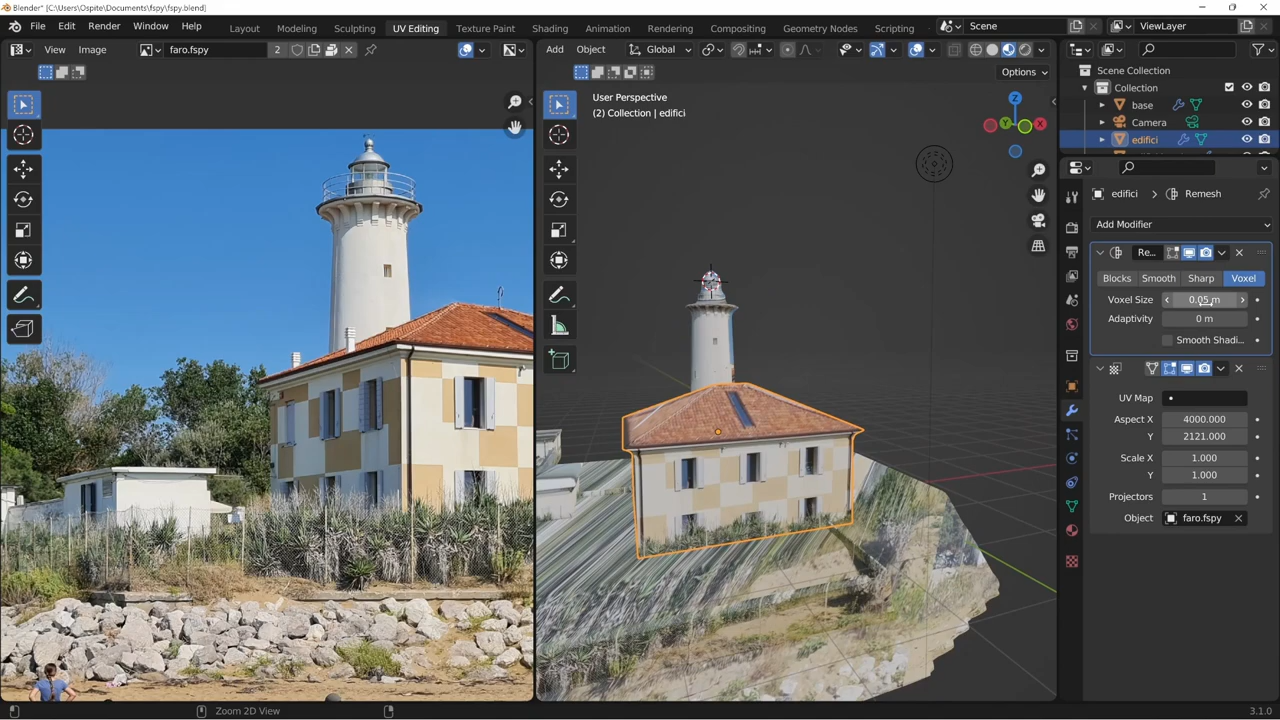 Blender* [C:\Users\Ospite\Documents\fspy\fspy.blend]
File Edit Render Window Help Layout Modeling Sculpting UV Editing Texture Paint Shading Animation Rendering Compositing Geometry Nodes Scripting Scene ViewLayer
View Image faro.fspy 2 Add Object Global
Options
User Perspective
(2) Collection | edifici
Z
Y
X
Scene Collection
Collection
base
Camera
edifici
edifici > Remesh
Add Modifier
Re...
Blocks Smooth Sharp Voxel
Voxel Size 0.05 m
Adaptivity 0 m
Smooth Shadi...
UV Map
Aspect X 4000.000
Y 2121.000
Scale X 1.000
Y 1.000
Projectors 1
Object faro.fspy
Zoom 2D View 3.1.0